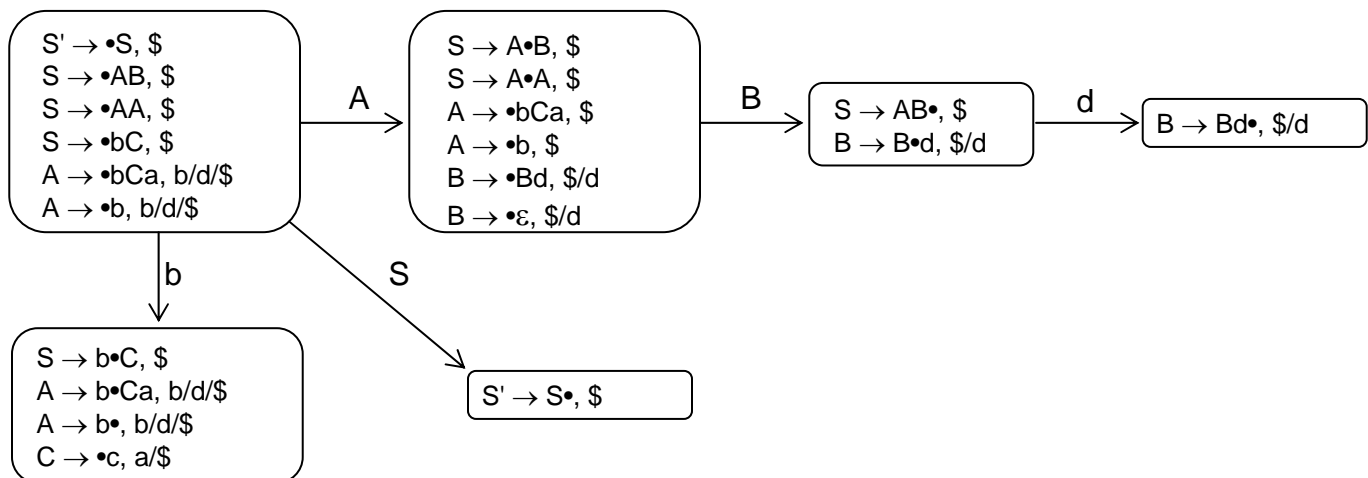 S' → •S, $
S → •AB, $
S → •AA, $
S → •bC, $
A → •bCa, b/d/$
A → •b, b/d/$
A
S → A•B, $
S → A•A, $
A → •bCa, $
A → •b, $
B → •Bd, $/d
B → •ε, $/d
B
S → AB•, $
B → B•d, $/d
d
B → Bd•, $/d
b
S
S → b•C, $
A → b•Ca, b/d/$
A → b•, b/d/$
C → •c, a/$
S' → S•, $